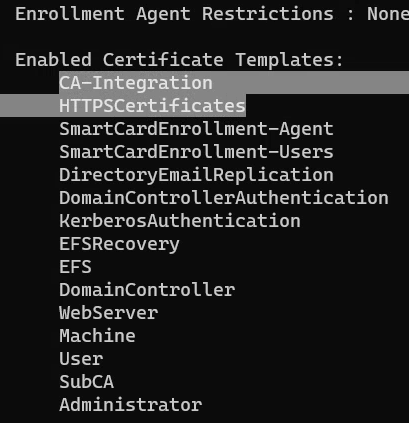 Enrollment Agent Restrictions : None
Enabled Certificate Templates:
CA-Integration
HTTPSCertificates
SmartCardEnrollment-Agent
SmartCardEnrollment-Users
DirectoryEmailReplication
DomainControllerAuthentication
KerberosAuthentication
EFSRecovery
EFS
DomainController
WebServer
Machine
User
SubCA
Administrator